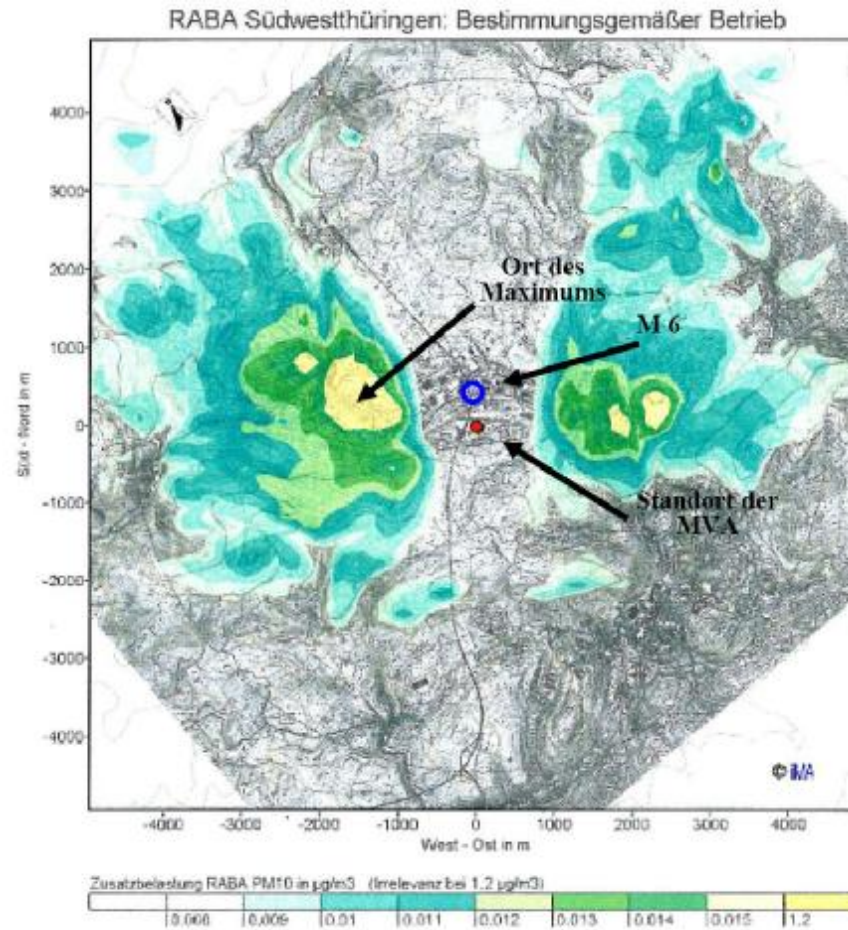 RABA Südwestthüringen: Bestimmungsgemäßer Betrieb
4000
3000
2000
1000
0
-1000
-2000
-3000
-4000
Süd - Nord in m
Ort des
Maximums
M 6
Standort der
MVA
© iMA
-4000 -3000 -2000 -1000 0 1000 2000 3000 4000
West - Ost in m
Zusatzbelastung RABA PM10 in µg/m3 (Irrelevanz bei 1.2 µg/m3)
0.008 0.009 0.01 0.011 0.012 0.013 0.014 0.015 1.2